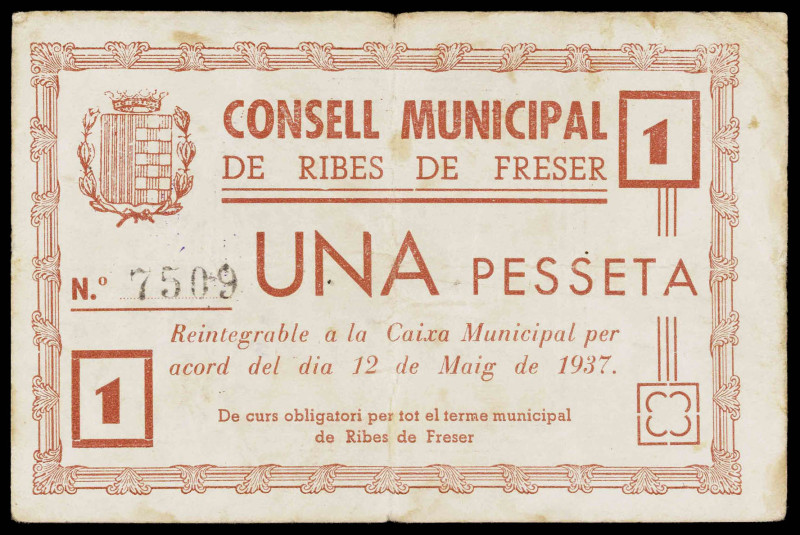 CONSELL MUNICIPAL
DE RIBES DE FRESER
1
UNA PESSETA
N.º 7509
Reintegrable a la Caixa Municipal per
acord del dia 12 de Maig de 1937.
1
De curs obligatori per tot el terme municipal
de Ribes de Freser